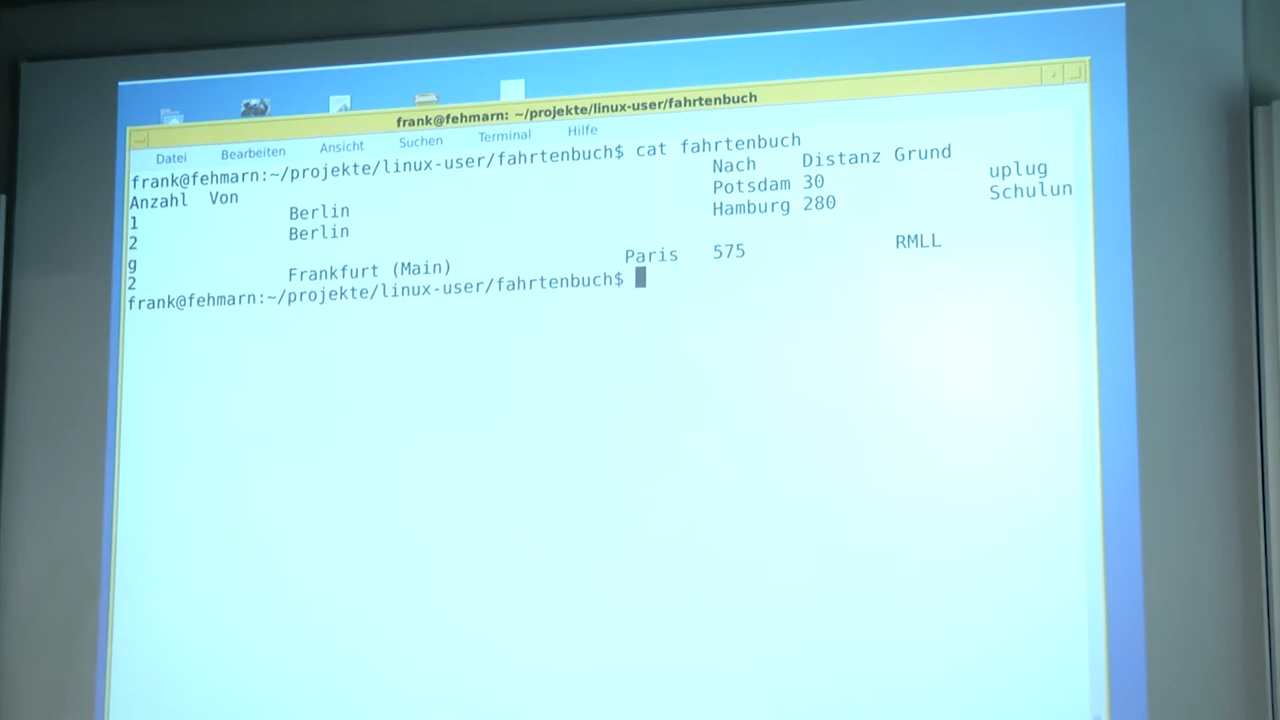 frank@fehmarn: ~/projekte/linux-user/fahrtenbuch
Datei Bearbeiten Ansicht Suchen Terminal Hilfe
frank@fehmarn:~/projekte/linux-user/fahrtenbuch$ cat fahrtenbuch
Anzahl Von Nach Distanz Grund
1 Berlin Potsdam 30 uplug
2 Berlin Hamburg 280 Schulun
g
2 Frankfurt (Main) Paris 575 RMLL
frank@fehmarn:~/projekte/linux-user/fahrtenbuch$